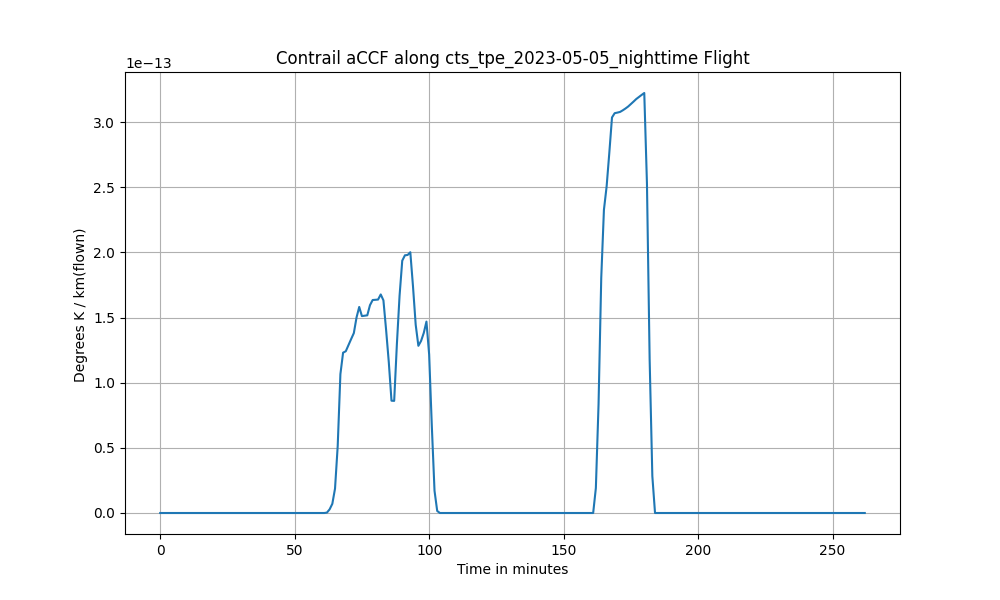 Contrail aCCF along cts_tpe_2023-05-05_nighttime Flight
1e−13
3.0
2.5
2.0
1.5
1.0
0.5
0.0
Degrees K / km(flown)
0 50 100 150 200 250
Time in minutes